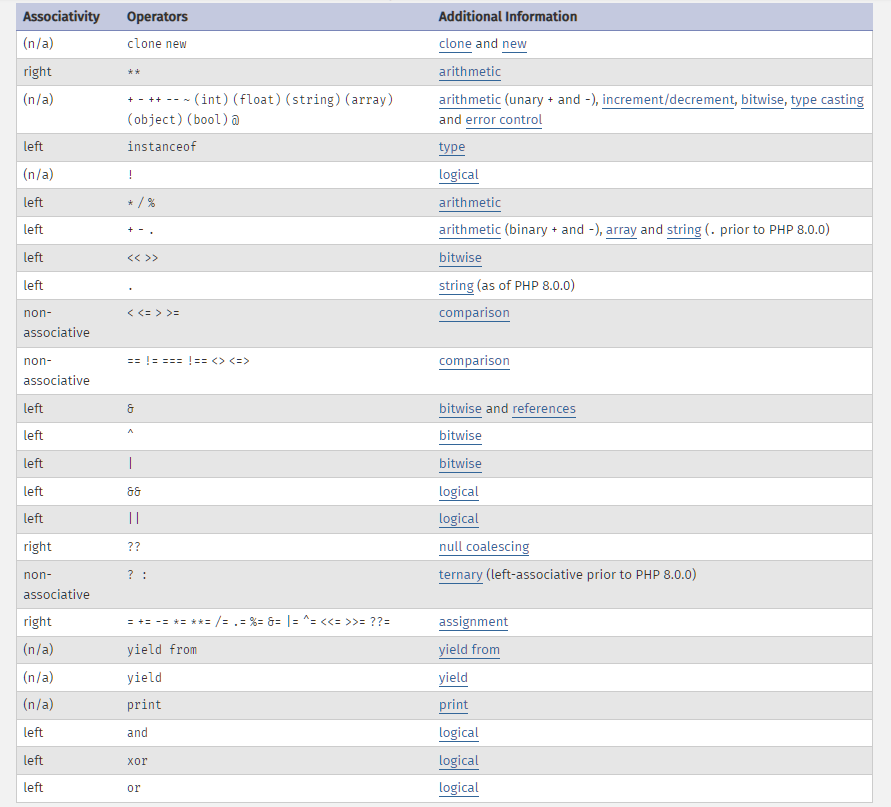 Associativity Operators Additional Information
(n/a) clone new clone and new
right ** arithmetic
(n/a) + - ++ -- ~ (int) (float) (string) (array) arithmetic (unary + and -), increment/decrement, bitwise, type casting
(object) (bool) @ and error control
left instanceof type
(n/a) ! logical
left * / % arithmetic
left + - . arithmetic (binary + and -), array and string (. prior to PHP 8.0.0)
left << >> bitwise
left . string (as of PHP 8.0.0)
non- < <= > >= comparison
associative
non- == != === !== <> <=> comparison
associative
left & bitwise and references
left ^ bitwise
left | bitwise
left && logical
left || logical
right ?? null coalescing
non- ? : ternary (left-associative prior to PHP 8.0.0)
associative
right = += -= *= **= /= .= %= &= |= ^= <<= >>= ??= assignment
(n/a) yield from yield from
(n/a) yield yield
(n/a) print print
left and logical
left xor logical
left or logical